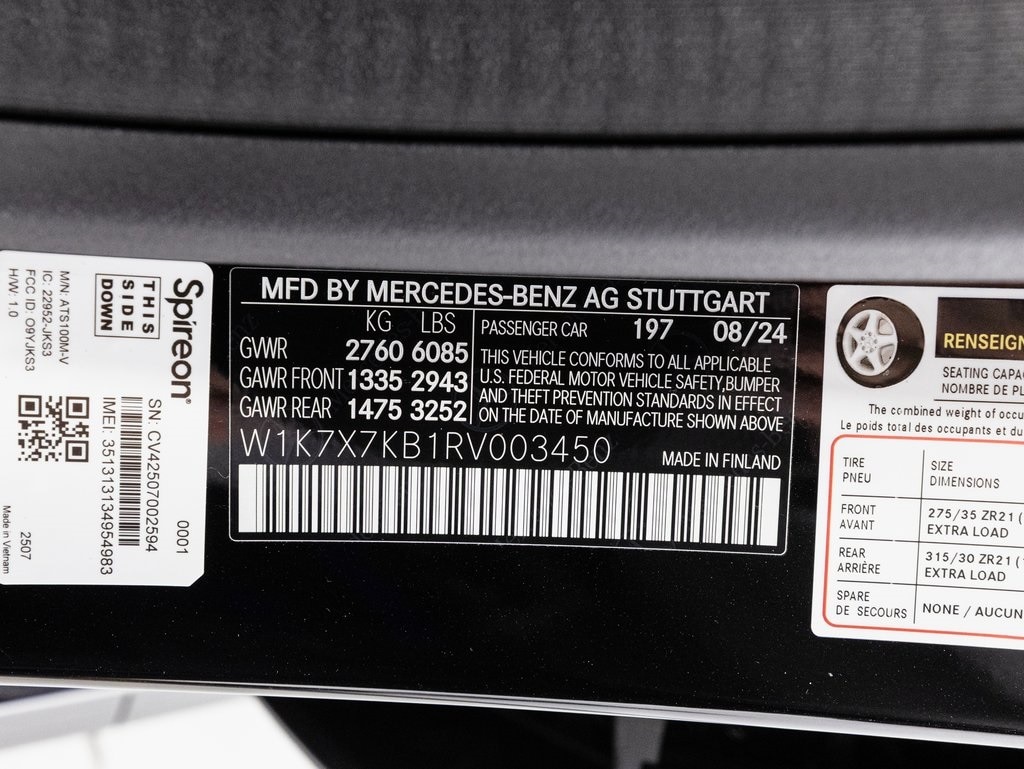 Spireon®
THIS
SIDE
DOWN
M/N: ATS100M-V
IC: 22952-JKS3
FCC ID: O9YJKS3
H/W: 1.0
0001
SN: CV42507002594
IMEI: 351313134954983
2507
Made in Vietnam
MFD BY MERCEDES-BENZ AG STUTTGART
KG LBS
GVWR 2760 6085
GAWR FRONT 1335 2943
GAWR REAR 1475 3252
PASSENGER CAR 197 08/24
THIS VEHICLE CONFORMS TO ALL APPLICABLE
U.S. FEDERAL MOTOR VEHICLE SAFETY,BUMPER
AND THEFT PREVENTION STANDARDS IN EFFECT
ON THE DATE OF MANUFACTURE SHOWN ABOVE
W1K7X7KB1RV003450
MADE IN FINLAND
RENSEIGN
SEATING CAPA
NOMBRE DE PL
The combined weight of occu
Le poids total des occupants et du
TIRE SIZE
PNEU DIMENSIONS
FRONT 275/35 ZR21 (
AVANT EXTRA LOAD
REAR 315/30 ZR21 (
ARRIÈRE EXTRA LOAD
SPARE
DE SECOURS NONE / AUCUN